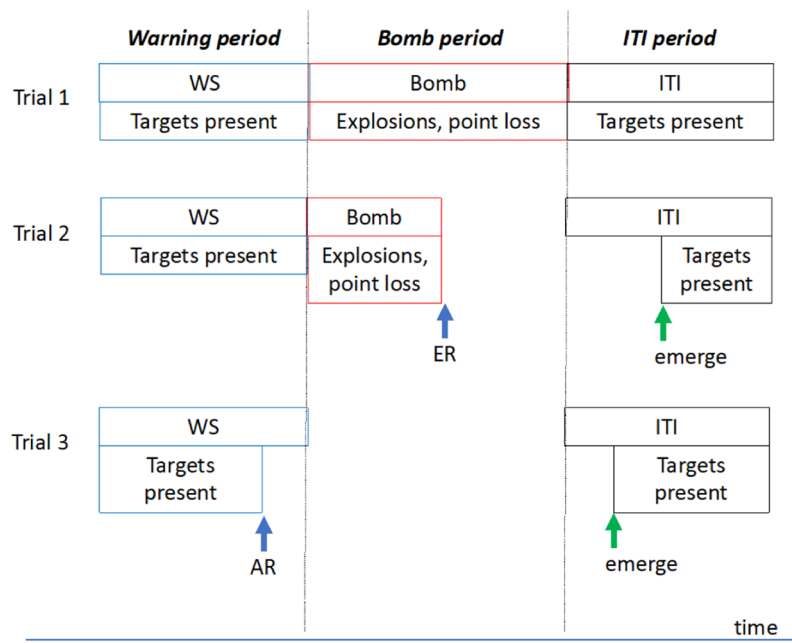 Warning period Bomb period ITI period
Trial 1
WS Bomb ITI
Targets present Explosions, point loss Targets present
Trial 2
WS Bomb ITI
Targets present
Explosions,
point loss
Targets
present
ER
emerge
Trial 3
WS ITI
Targets
present
Targets
present
AR
emerge
time